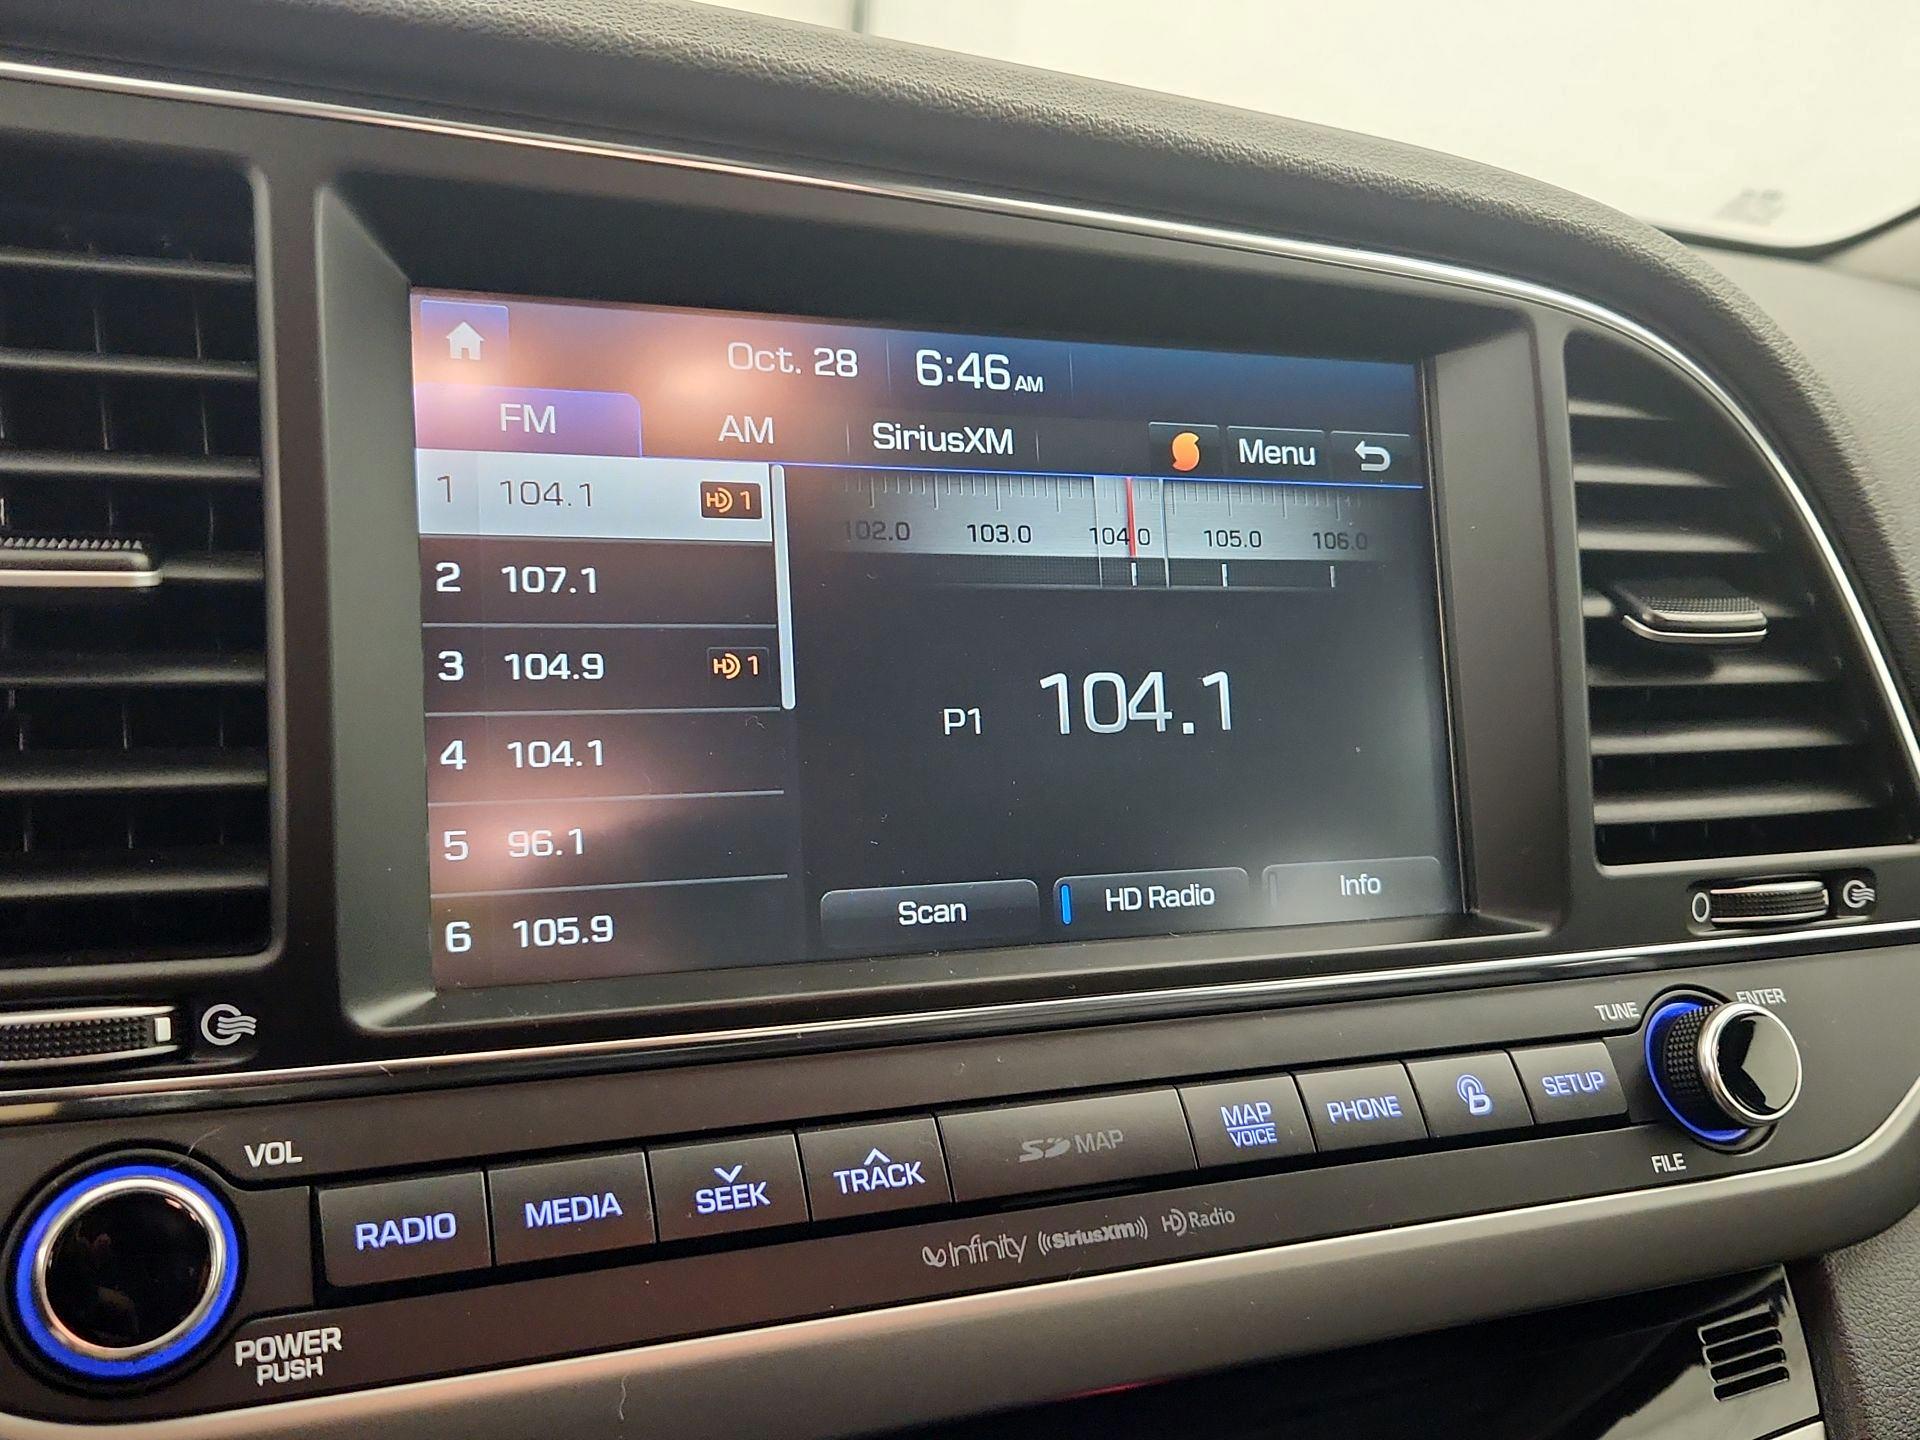 Oct. 28 6:46 AM
FM AM SiriusXM Menu
1 104.1 HD 1
2 107.1
3 104.9 HD 1
4 104.1
5 96.1
6 105.9
102.0 103.0 104.0 105.0 106.0
P1 104.1
Scan HD Radio Info
VOL
POWER
PUSH
RADIO
MEDIA
SEEK
TRACK
SD MAP
MAP
VOICE
PHONE
SETUP
TUNE
ENTER
FILE
Infinity SiriusXM HD Radio